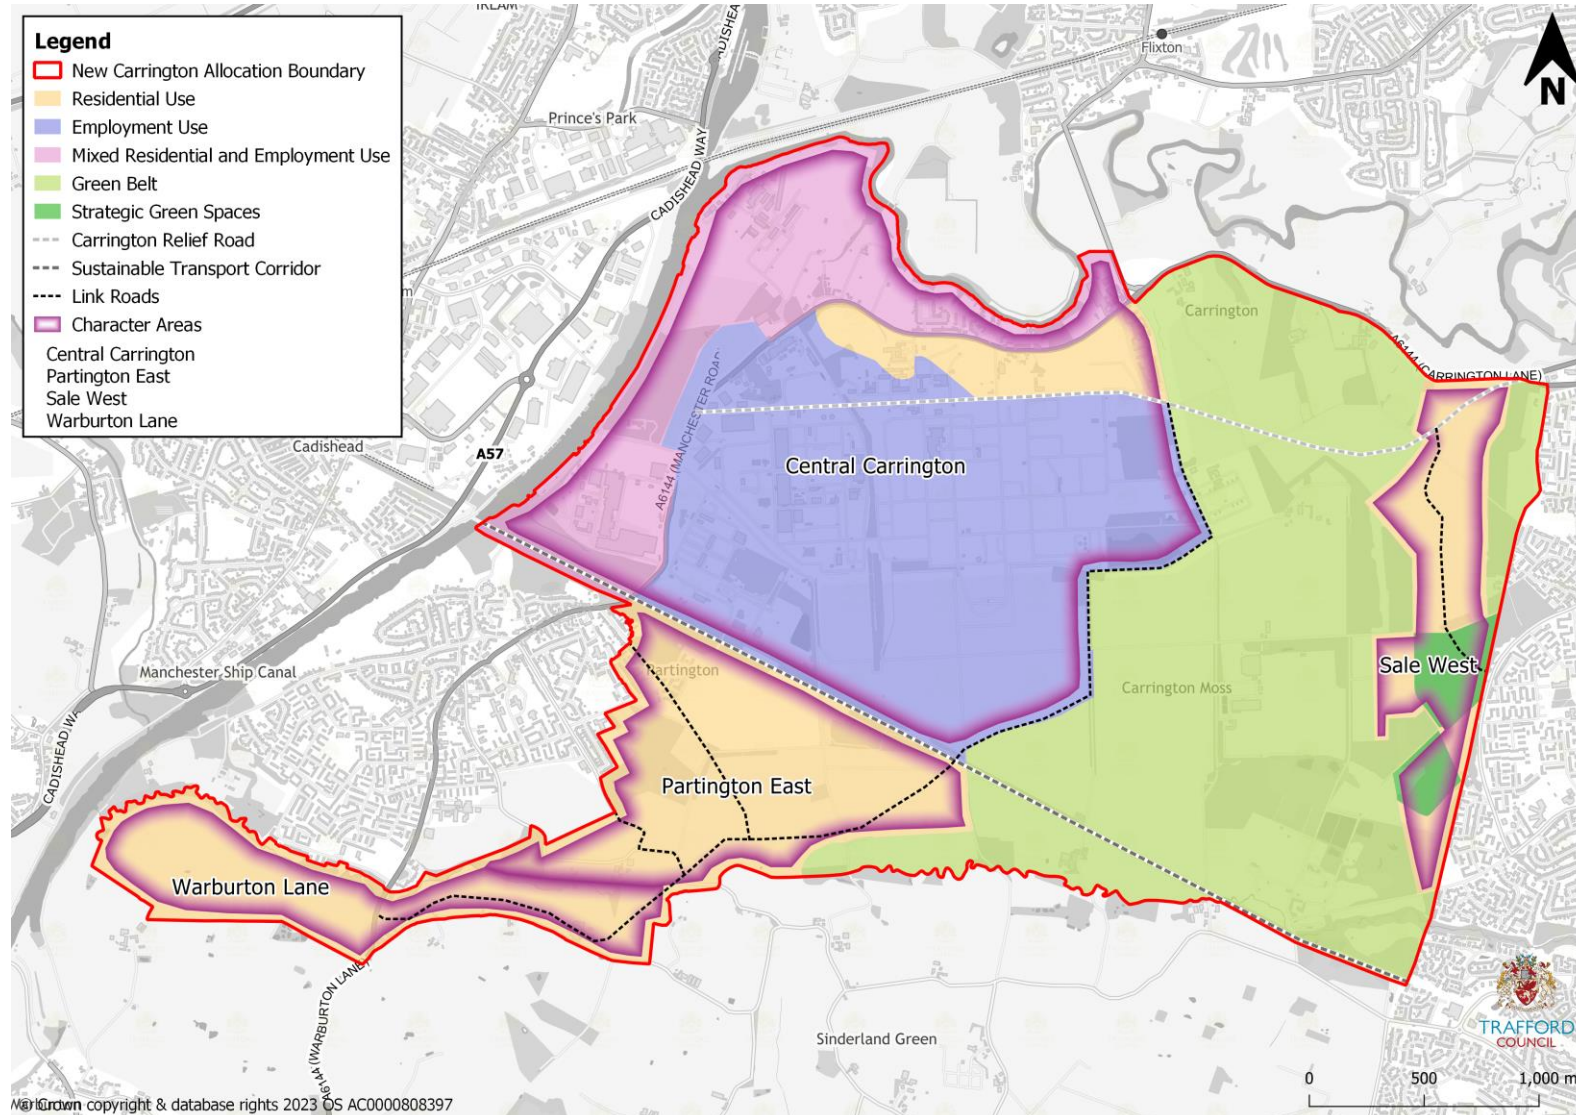 Legend
New Carrington Allocation Boundary
Residential Use
Employment Use
Mixed Residential and Employment Use
Green Belt
Strategic Green Spaces
Carrington Relief Road
Sustainable Transport Corridor
Link Roads
Character Areas
Central Carrington
Partington East
Sale West
Warburton Lane
IRLAM
CADISHEA
Flixton
N
Prince's Park
CADISHEAD WAY
Carrington
A6144 (CARRINGTON LANE)
A6144 (MANCHESTER ROAD)
Cadishead
A57
Central Carrington
Manchester Ship Canal
Partington
Carrington Moss
Sale West
CADISHEAD WA
Partington East
Warburton Lane
A6144 (WARBURTON LANE)
Sinderland Green
TRAFFORD
COUNCIL
0 500 1,000 m
© Crown copyright & database rights 2023 OS AC0000808397